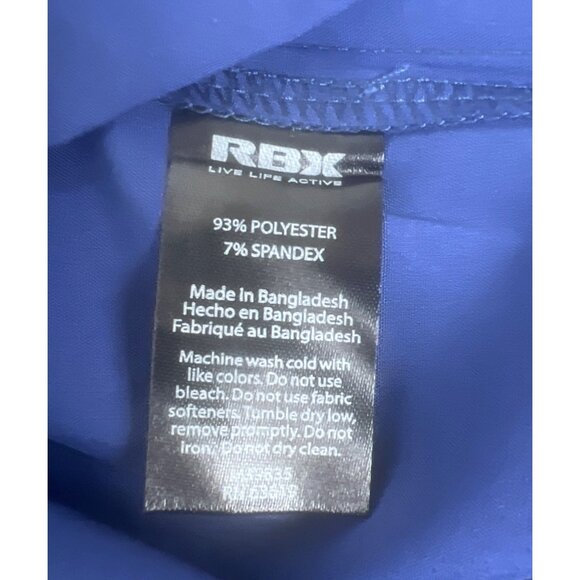 RBX
LIVE LIFE ACTIVE
93% POLYESTER
7% SPANDEX
Made in Bangladesh
Hecho en Bangladesh
Fabriqué au Bangladesh
Machine wash cold with
like colors. Do not use
bleach. Do not use fabric
softeners. Tumble dry low,
remove promptly. Do not
iron. Do not dry clean.